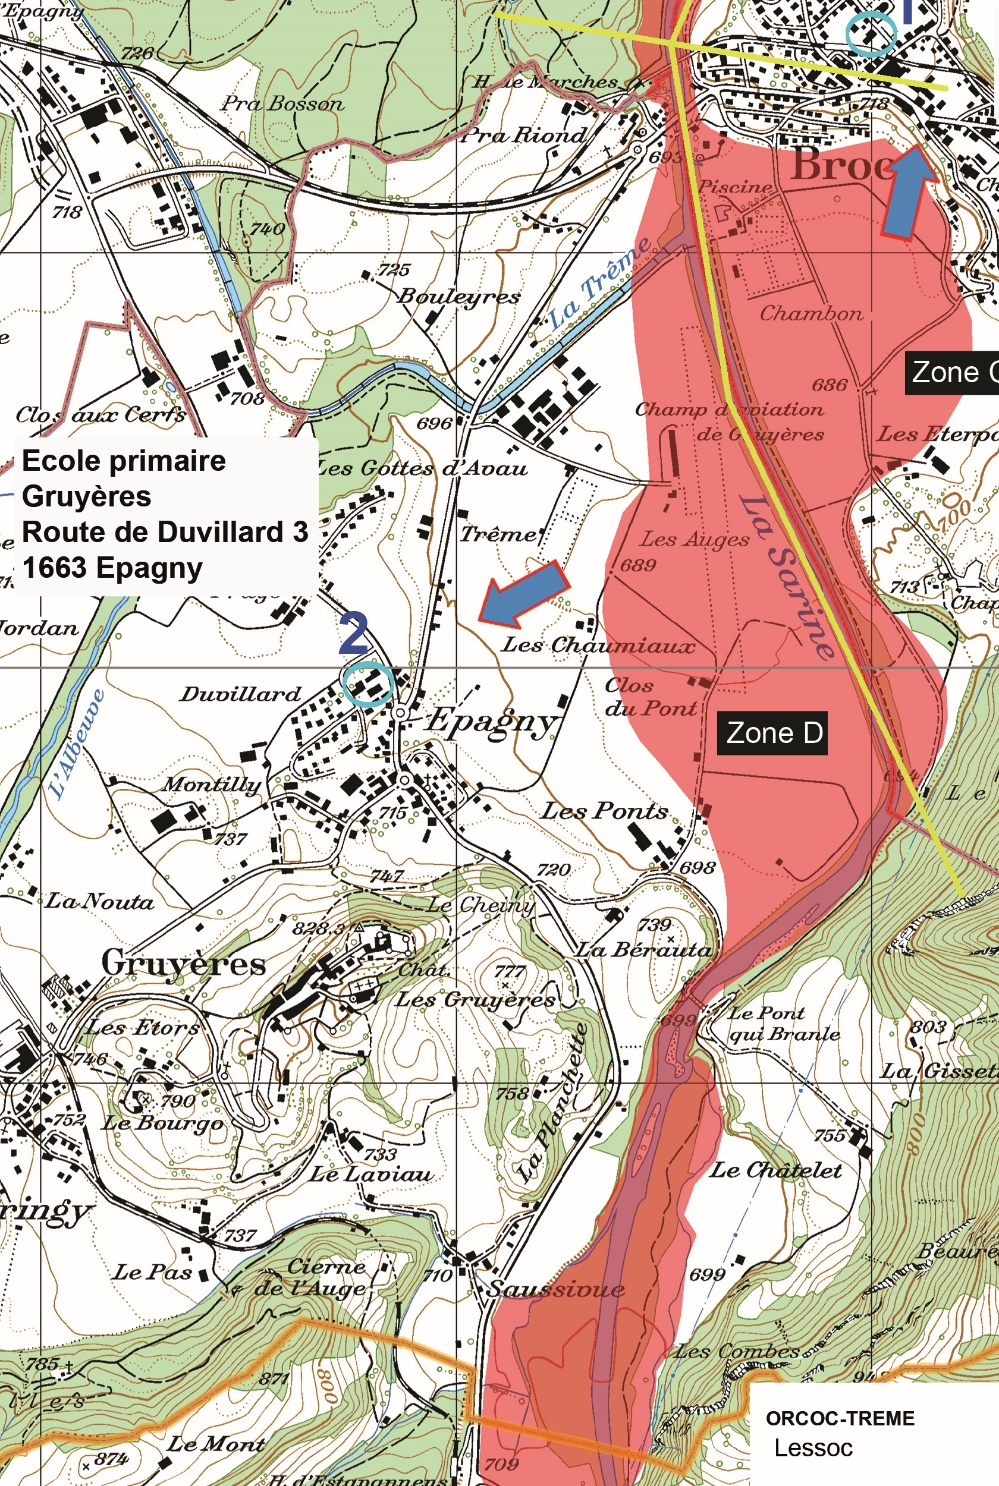 'Epagny
726
1
H. de Marches
Pra Bosson
718
Pra Riond
693
Broc
Piscine
718
740
725
Bouleyres
La Trême
Chambon
686
Zone C
Clos aux Cerfs
708
696
Champ d'aviation
de Gruyères
Les Eterpa
Ecole primaire
Gruyères
Route de Duvillard 3
1663 Epagny
Les Gottes d'Avau
Trême
Les Auges
La Sarine
700
689
713
Chap
Jordan
2
Les Chaumiaux
Duvillard
Clos
du Pont
Epagny
Zone D
L'Albeuve
Montilly
715
737
Les Ponts
L e
698
720
747
La Nouta
Le Cheiny
828.3
739
La Bérauta
Gruyères
Chât.
777
Les Gruyères
Les Etors
699
Le Pont
qui Branle
803
746
La Gisset
790
758
La Planchette
752
Le Bourgo
755
800
733
Le Laviau
Le Châtelet
ringy
737
Le Pas
Cierne
de l'Auge
710
Saussivue
699
Beaure
Les Combes
785
871
800
Le Mont
874
709
H. d'Estavannens
ORCOC-TREME
Lessoc